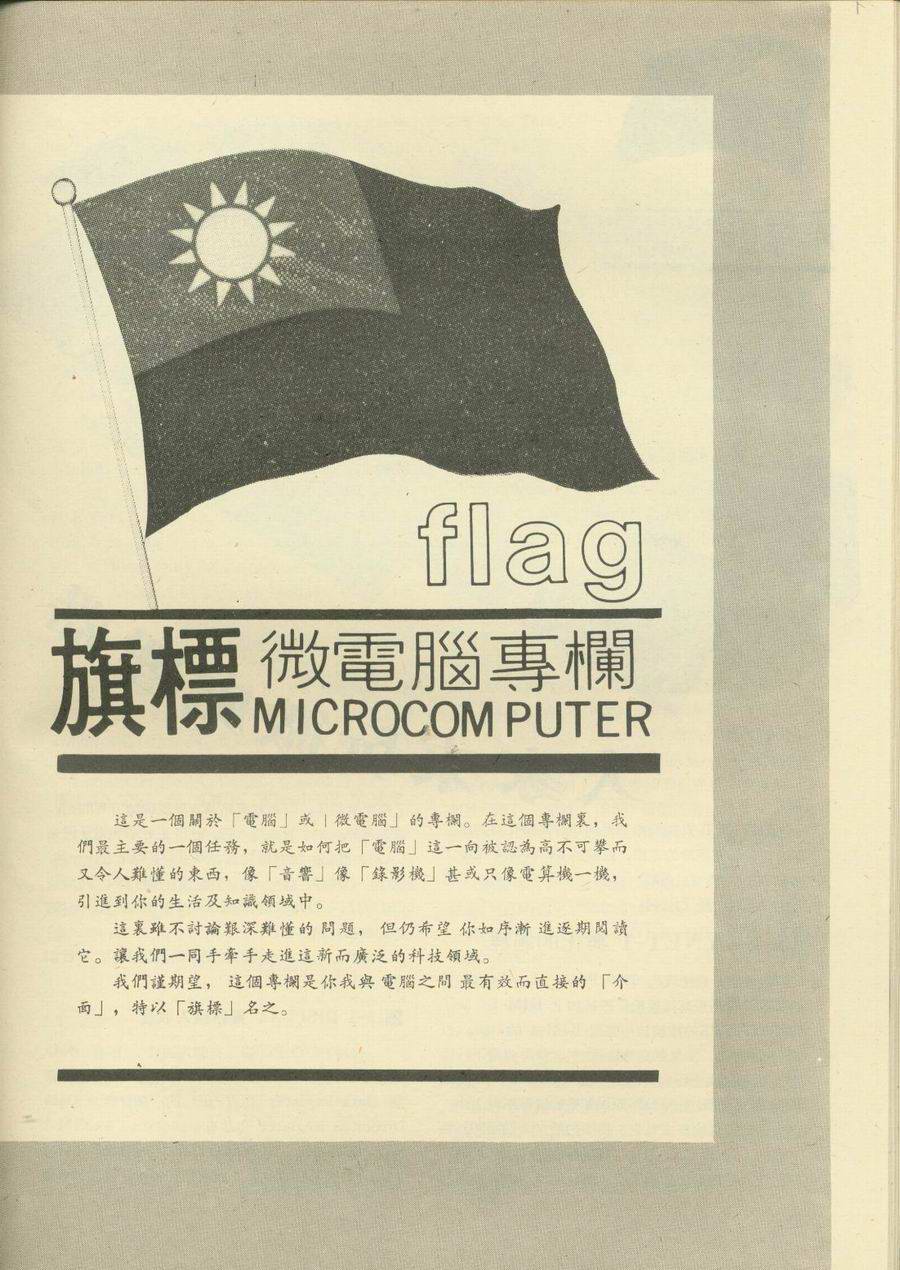 flag
旗標 微電腦專欄
MICROCOMPUTER
這是一個關於「電腦」或「微電腦」的專欄。在這個專欄裏，我
們最主要的一個任務，就是如何把「電腦」這一向被認為高不可攀而
又令人難懂的東西，像「音響」像「錄影機」甚或只像電算機一機，
引進到你的生活及知識領域中。
這裏雖不討論艱深難懂的問題，但仍希望你如序漸進逐期閱讀
它。讓我們一同手牽手走進這新而廣泛的科技領域。
我們謹期望，這個專欄是你我與電腦之間最有效而直接的「介
面」，特以「旗標」名之。